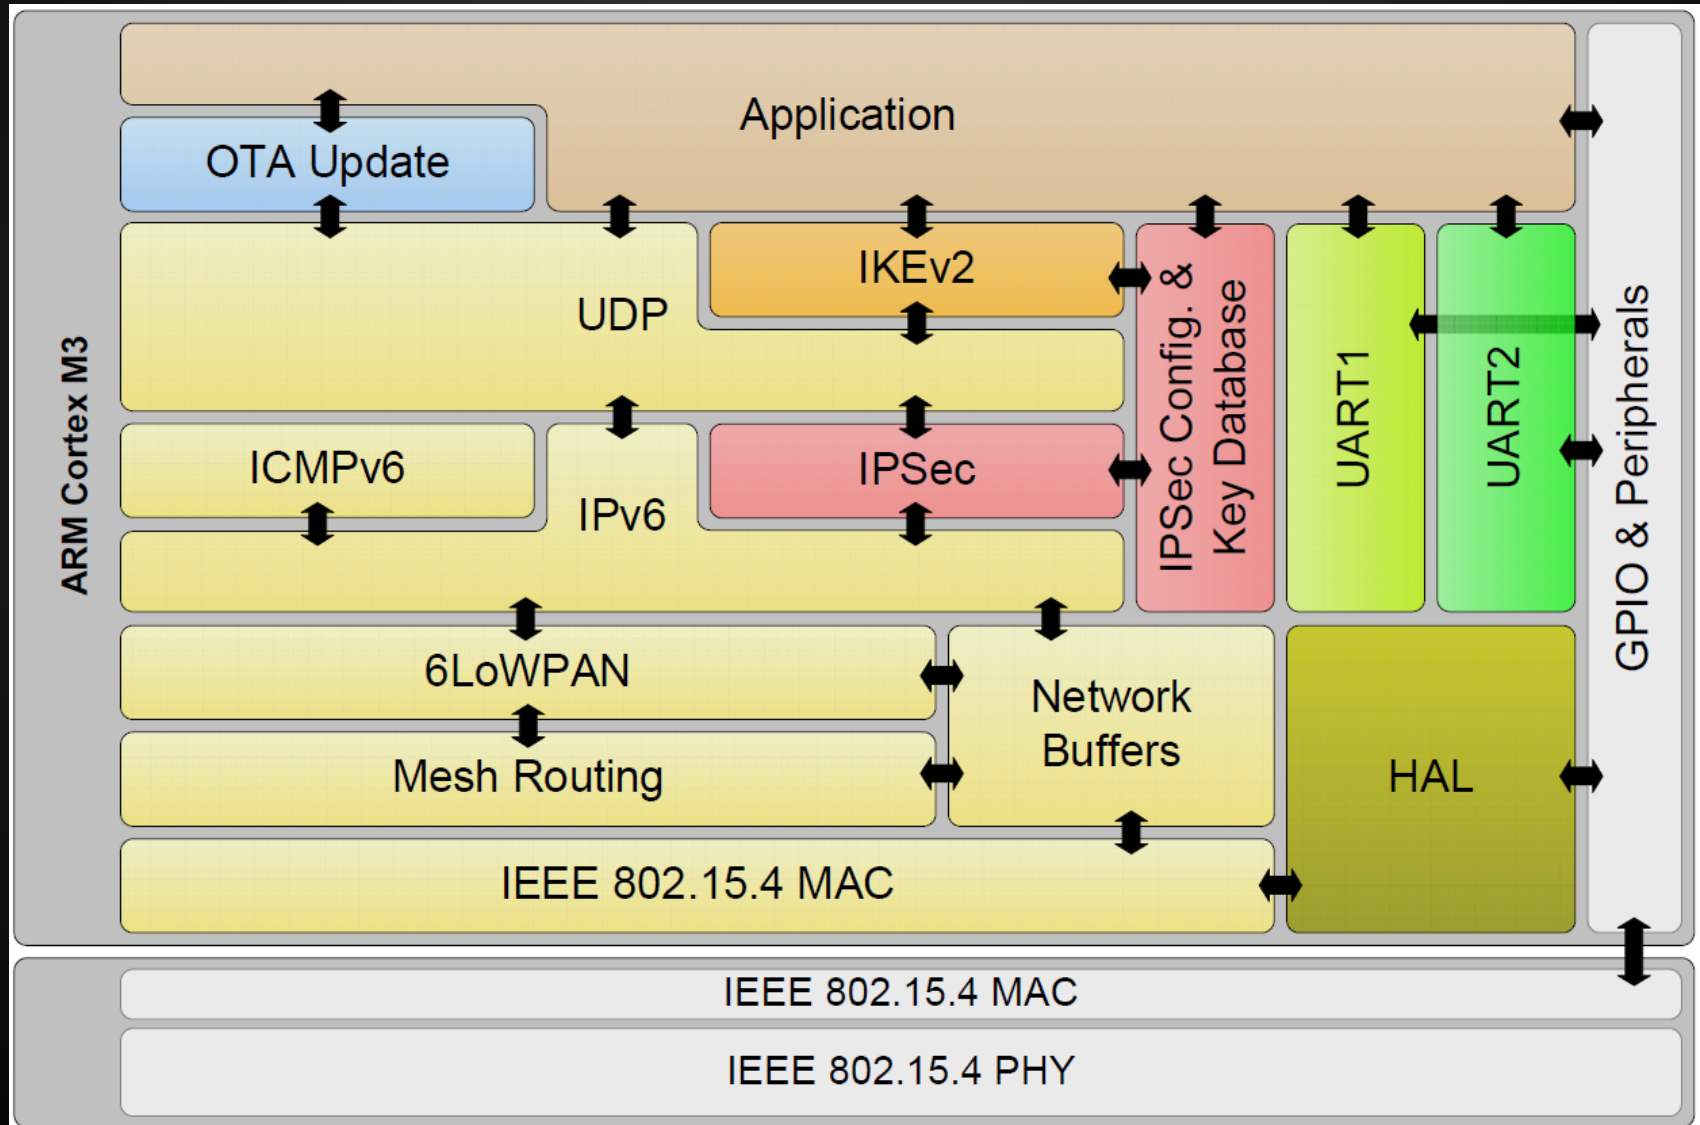 Application
OTA Update
UDP
IKEv2
IPSec Config. &
Key Database
UART1
UART2
GPIO & Peripherals
ARM Cortex M3
ICMPv6
IPv6
IPSec
6LoWPAN
Network
Buffers
Mesh Routing
HAL
IEEE 802.15.4 MAC
IEEE 802.15.4 MAC
IEEE 802.15.4 PHY